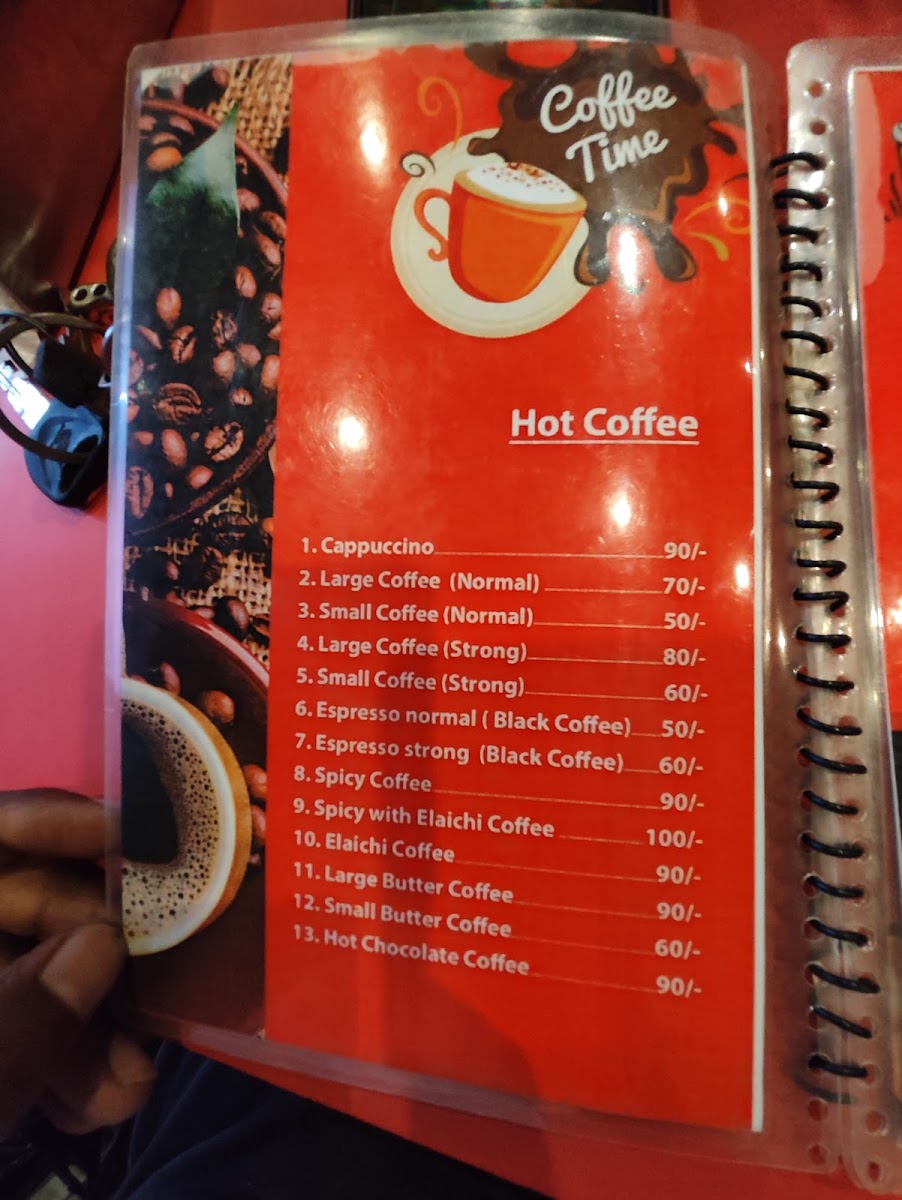 Coffee
Time
Hot Coffee
1. Cappuccino 90/-
2. Large Coffee (Normal) 70/-
3. Small Coffee (Normal) 50/-
4. Large Coffee (Strong) 80/-
5. Small Coffee (Strong) 60/-
6. Espresso normal ( Black Coffee) 50/-
7. Espresso strong (Black Coffee) 60/-
8. Spicy Coffee 90/-
9. Spicy with Elaichi Coffee 100/-
10. Elaichi Coffee 90/-
11. Large Butter Coffee 90/-
12. Small Butter Coffee 60/-
13. Hot Chocolate Coffee 90/-